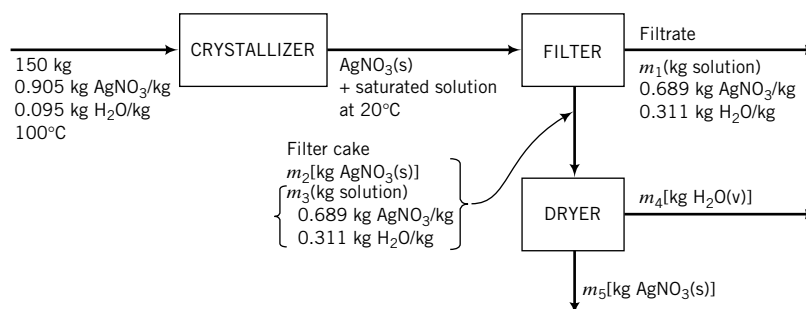 CRYSTALLIZER
FILTER
Filtrate
150 kg
0.905 kg AgNO₃/kg
0.095 kg H₂O/kg
100°C
AgNO₃(s)
+ saturated solution
at 20°C
m₁(kg solution)
0.689 kg AgNO₃/kg
0.311 kg H₂O/kg
Filter cake
m₂[kg AgNO₃(s)]
m₃(kg solution)
0.689 kg AgNO₃/kg
0.311 kg H₂O/kg
DRYER
m₄[kg H₂O(v)]
m₅[kg AgNO₃(s)]